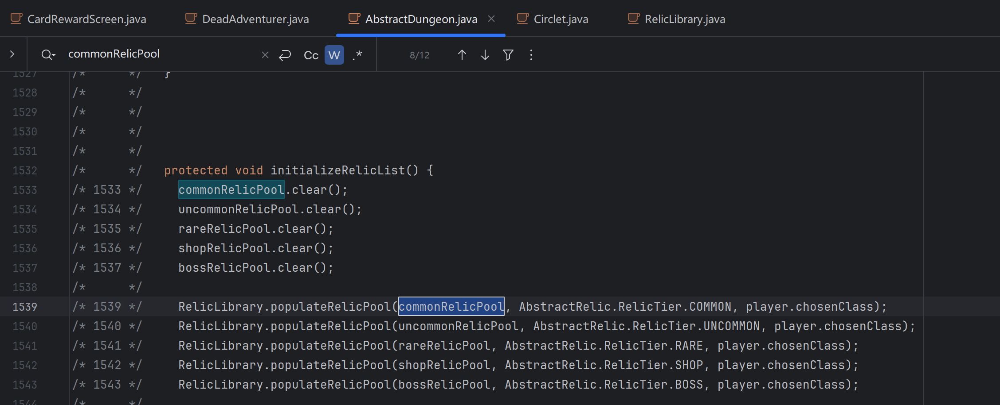 CardRewardScreen.java DeadAdventurer.java AbstractDungeon.java Circlet.java RelicLibrary.java
commonRelicPool Cc W .* 8/12
1527 /* */ }
1528 /* */
1529 /* */
1530 /* */
1531 /* */
1532 /* */ protected void initializeRelicList() {
1533 /* 1533 */ commonRelicPool.clear();
1534 /* 1534 */ uncommonRelicPool.clear();
1535 /* 1535 */ rareRelicPool.clear();
1536 /* 1536 */ shopRelicPool.clear();
1537 /* 1537 */ bossRelicPool.clear();
1538 /* */
1539 /* 1539 */ RelicLibrary.populateRelicPool(commonRelicPool, AbstractRelic.RelicTier.COMMON, player.chosenClass);
1540 /* 1540 */ RelicLibrary.populateRelicPool(uncommonRelicPool, AbstractRelic.RelicTier.UNCOMMON, player.chosenClass);
1541 /* 1541 */ RelicLibrary.populateRelicPool(rareRelicPool, AbstractRelic.RelicTier.RARE, player.chosenClass);
1542 /* 1542 */ RelicLibrary.populateRelicPool(shopRelicPool, AbstractRelic.RelicTier.SHOP, player.chosenClass);
1543 /* 1543 */ RelicLibrary.populateRelicPool(bossRelicPool, AbstractRelic.RelicTier.BOSS, player.chosenClass);
1544 /* */